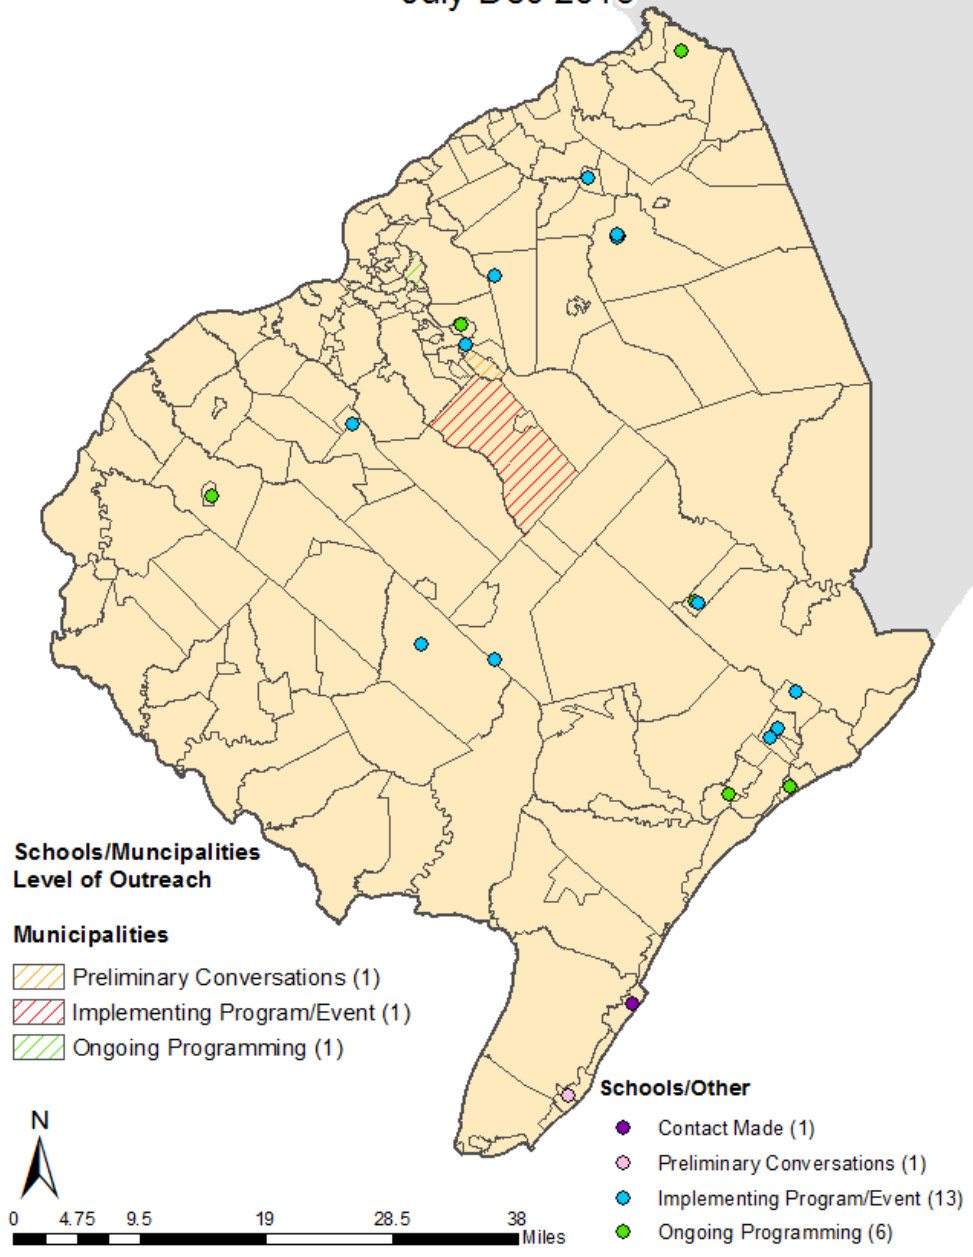 Schools/Muncipalities
Level of Outreach
Municipalities
Preliminary Conversations (1)
Implementing Program/Event (1)
Ongoing Programming (1)
Schools/Other
Contact Made (1)
Preliminary Conversations (1)
Implementing Program/Event (13)
Ongoing Programming (6)
N
0 4.75 9.5 19 28.5 38
Miles